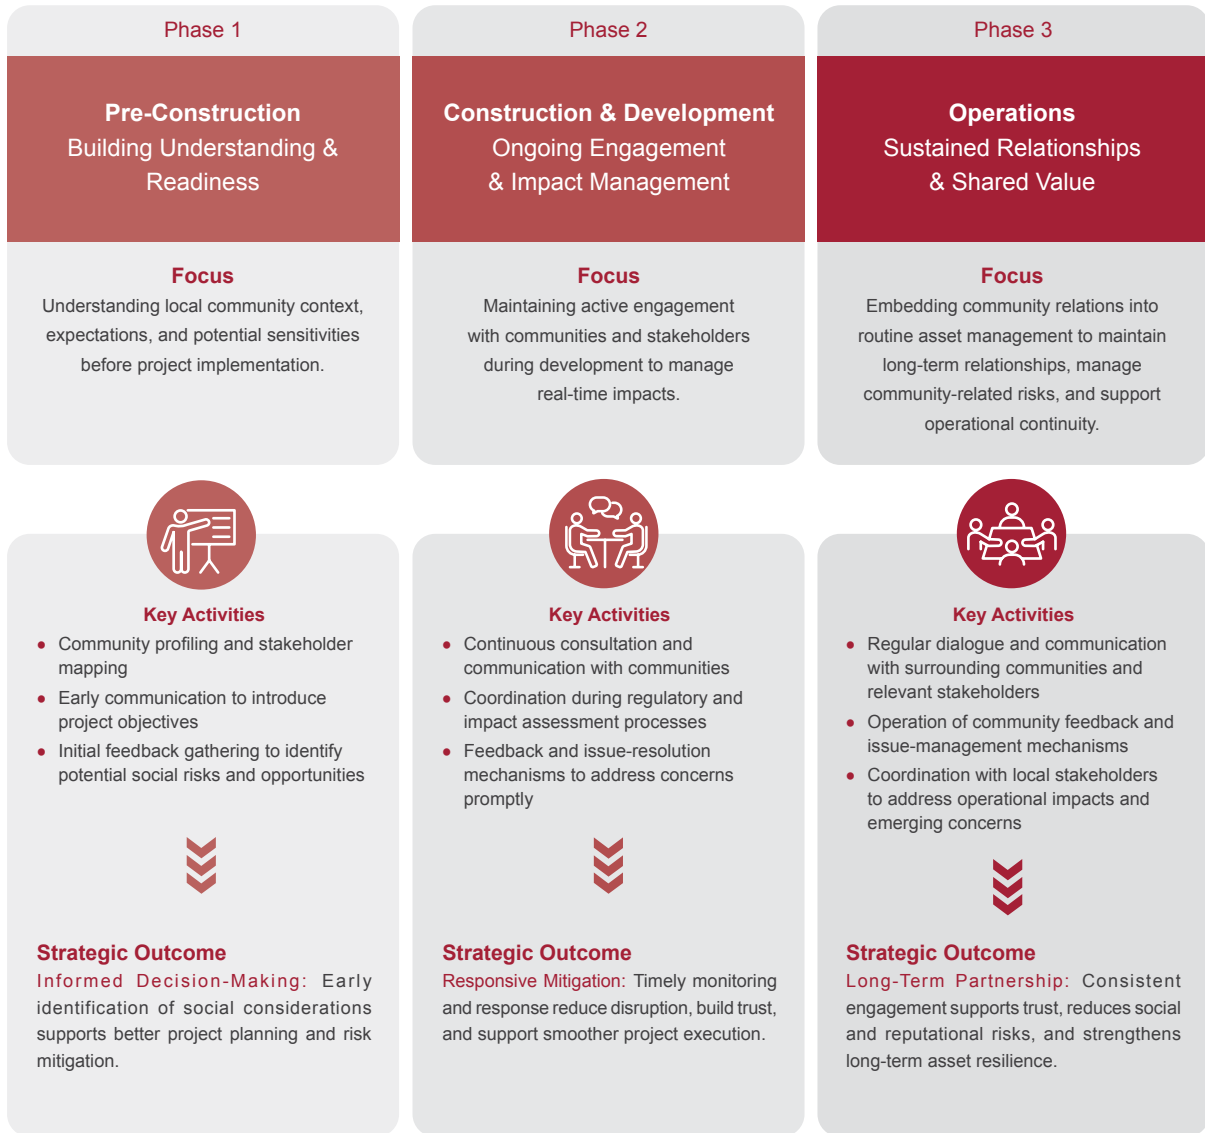 Phase 1
Pre-Construction
Building Understanding &
Readiness
Focus
Understanding local community context,
expectations, and potential sensitivities
before project implementation.
Key Activities
• Community profiling and stakeholder
mapping
• Early communication to introduce
project objectives
• Initial feedback gathering to identify
potential social risks and opportunities
Strategic Outcome
Informed Decision-Making: Early
identification of social considerations
supports better project planning and risk
mitigation.
Phase 2
Construction & Development
Ongoing Engagement
& Impact Management
Focus
Maintaining active engagement
with communities and stakeholders
during development to manage
real-time impacts.
Key Activities
• Continuous consultation and
communication with communities
• Coordination during regulatory and
impact assessment processes
• Feedback and issue-resolution
mechanisms to address concerns
promptly
Strategic Outcome
Responsive Mitigation: Timely monitoring
and response reduce disruption, build trust,
and support smoother project execution.
Phase 3
Operations
Sustained Relationships
& Shared Value
Focus
Embedding community relations into
routine asset management to maintain
long-term relationships, manage
community-related risks, and support
operational continuity.
Key Activities
• Regular dialogue and communication
with surrounding communities and
relevant stakeholders
• Operation of community feedback and
issue-management mechanisms
• Coordination with local stakeholders
to address operational impacts and
emerging concerns
Strategic Outcome
Long-Term Partnership: Consistent
engagement supports trust, reduces social
and reputational risks, and strengthens
long-term asset resilience.